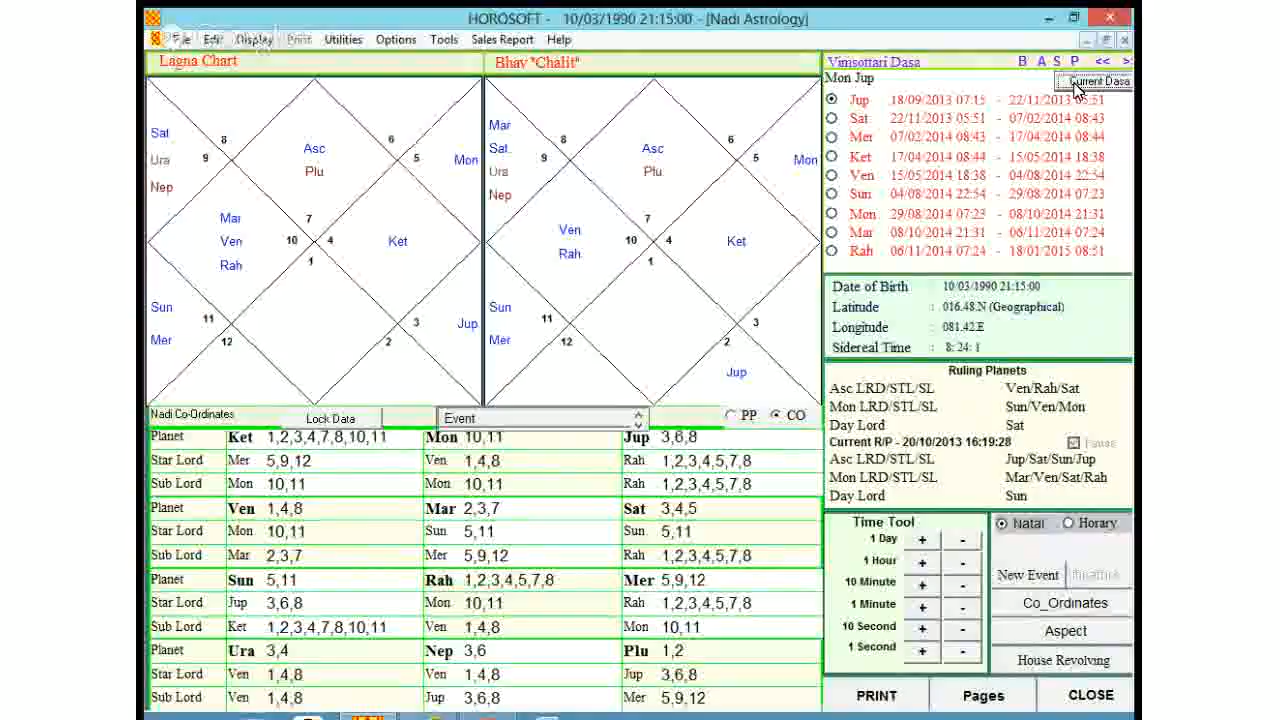 HOROSOFT - 10/03/1990 21:15:00 - [Nadi Astrology]
File Edit Display Print Utilities Options Tools Sales Report Help
Lagna Chart
Sat
Ura
Nep
8
9
Asc
Plu
6
5
Mon
Mar
Ven
Rah
7
10
4
1
Ket
Sun
Mer
11
12
3
2
Jup
Bhav "Chalit"
Mar
Sat
Ura
Nep
8
9
Asc
Plu
6
5
Mon
Ven
Rah
7
10
4
1
Ket
Sun
Mer
11
12
3
2
Jup
Vimsottari Dasa B A S P << >
Mon Jup Current Dasa
Jup 18/09/2013 07:15 - 22/11/2013 05:51
Sat 22/11/2013 05:51 - 07/02/2014 08:43
Mer 07/02/2014 08:43 - 17/04/2014 08:44
Ket 17/04/2014 08:44 - 15/05/2014 18:38
Ven 15/05/2014 18:38 - 04/08/2014 22:54
Sun 04/08/2014 22:54 - 29/08/2014 07:23
Mon 29/08/2014 07:23 - 08/10/2014 21:31
Mar 08/10/2014 21:31 - 06/11/2014 07:24
Rah 06/11/2014 07:24 - 18/01/2015 08:51
Date of Birth 10/03/1990 21:15:00
Latitude : 016.48.N (Geographical)
Longitude : 081.42.E
Sidereal Time : 8: 24: 1
Ruling Planets
Asc LRD/STL/SL Ven/Rah/Sat
Mon LRD/STL/SL Sun/Ven/Mon
Day Lord Sat
Current R/P - 20/10/2013 16:19:28 Pause
Asc LRD/STL/SL Jup/Sat/Sun/Jup
Mon LRD/STL/SL Mar/Ven/Sat/Rah
Day Lord Sun
Nadi Co-Ordinates Lock Data Event PP CO
Planet Ket 1,2,3,4,7,8,10,11 Mon 10,11 Jup 3,6,8
Star Lord Mer 5,9,12 Ven 1,4,8 Rah 1,2,3,4,5,7,8
Sub Lord Mon 10,11 Mon 10,11 Rah 1,2,3,4,5,7,8
Planet Ven 1,4,8 Mar 2,3,7 Sat 3,4,5
Star Lord Mon 10,11 Sun 5,11 Sun 5,11
Sub Lord Mar 2,3,7 Mer 5,9,12 Rah 1,2,3,4,5,7,8
Planet Sun 5,11 Rah 1,2,3,4,5,7,8 Mer 5,9,12
Star Lord Jup 3,6,8 Mon 10,11 Rah 1,2,3,4,5,7,8
Sub Lord Ket 1,2,3,4,7,8,10,11 Ven 1,4,8 Mon 10,11
Planet Ura 3,4 Nep 3,6 Plu 1,2
Star Lord Ven 1,4,8 Ven 1,4,8 Jup 3,6,8
Sub Lord Ven 1,4,8 Jup 3,6,8 Mer 5,9,12
Time Tool
1 Day + -
1 Hour + -
10 Minute + -
1 Minute + -
10 Second + -
1 Second + -
Natal Horary
New Event
Co_Ordinates
Aspect
House Revolving
PRINT Pages CLOSE